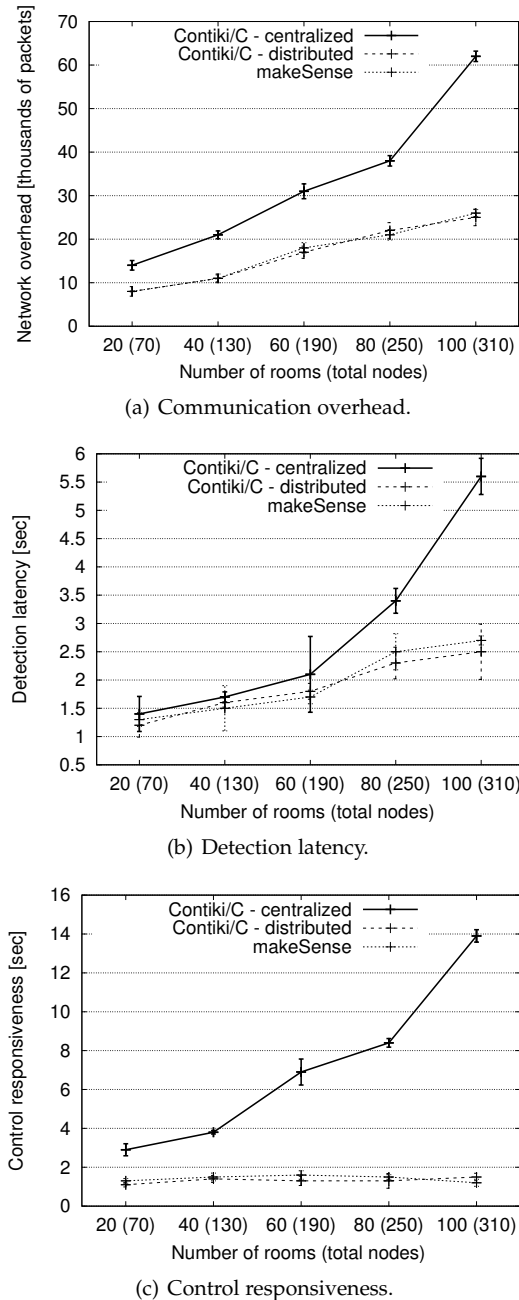 Network overhead [thousands of packets]
70
60
50
40
30
20
10
0
Contiki/C - centralized
Contiki/C - distributed
makeSense
20 (70) 40 (130) 60 (190) 80 (250) 100 (310)
Number of rooms (total nodes)
(a) Communication overhead.
Detection latency [sec]
6
5.5
5
4.5
4
3.5
3
2.5
2
1.5
1
0.5
Contiki/C - centralized
Contiki/C - distributed
makeSense
20 (70) 40 (130) 60 (190) 80 (250) 100 (310)
Number of rooms (total nodes)
(b) Detection latency.
Control responsiveness [sec]
16
14
12
10
8
6
4
2
0
Contiki/C - centralized
Contiki/C - distributed
makeSense
20 (70) 40 (130) 60 (190) 80 (250) 100 (310)
Number of rooms (total nodes)
(c) Control responsiveness.